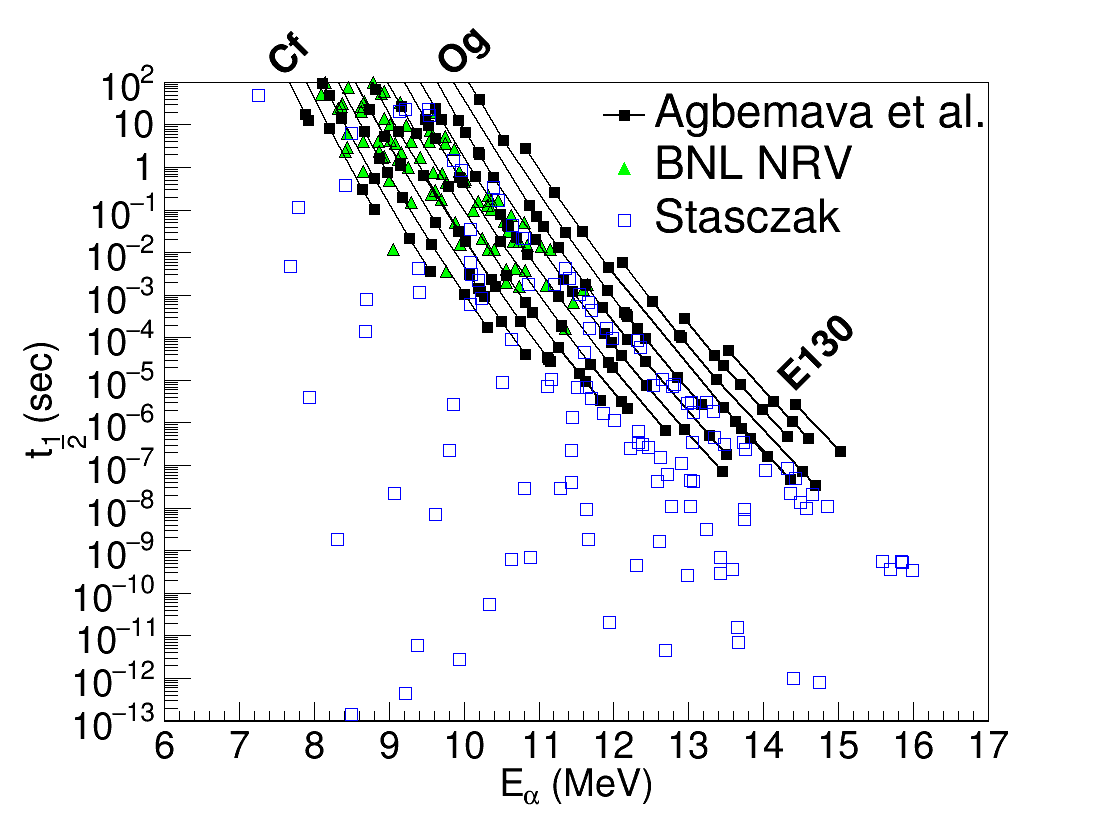 Cf Og
Agbemava et al.
BNL NRV
Stasczak
E130
10²
10
1
10⁻¹
10⁻²
10⁻³
10⁻⁴
10⁻⁵
10⁻⁶
10⁻⁷
10⁻⁸
10⁻⁹
10⁻¹⁰
10⁻¹¹
10⁻¹²
10⁻¹³
t½ (sec)
6 7 8 9 10 11 12 13 14 15 16 17
Eα (MeV)